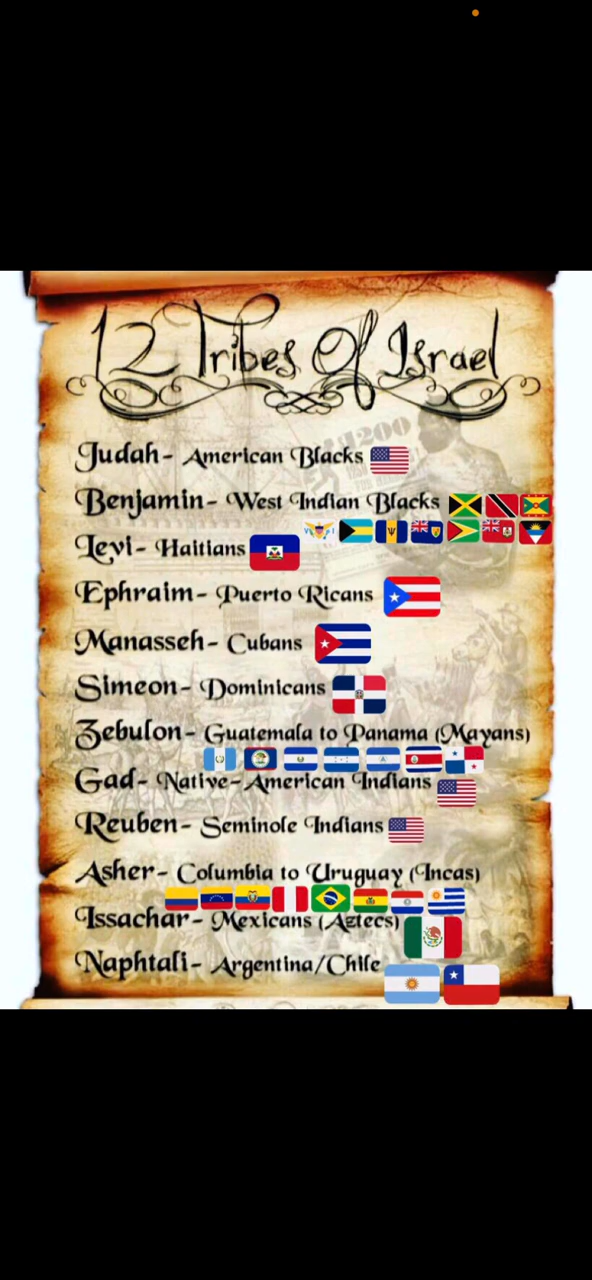 12 Tribes Of Israel
1200
Judah- American Blacks
Benjamin- West Indian Blacks
Levi- Haitians
Ephraim- Puerto Ricans
Manasseh- Cubans
Simeon- Dominicans
Zebulon- Guatemala to Panama (Mayans)
Gad- Native-American Indians
Reuben- Seminole Indians
Asher- Columbia to Uruguay (Incas)
Issachar- Mexicans (Aztecs)
Naphtali- Argentina/Chile